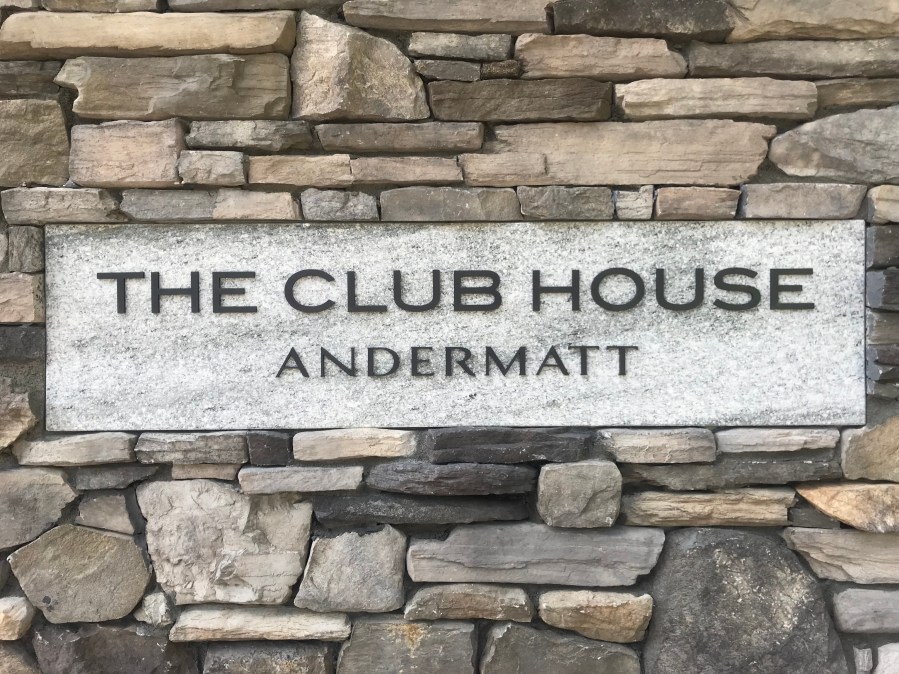 THE CLUB HOUSE
ANDERMATT